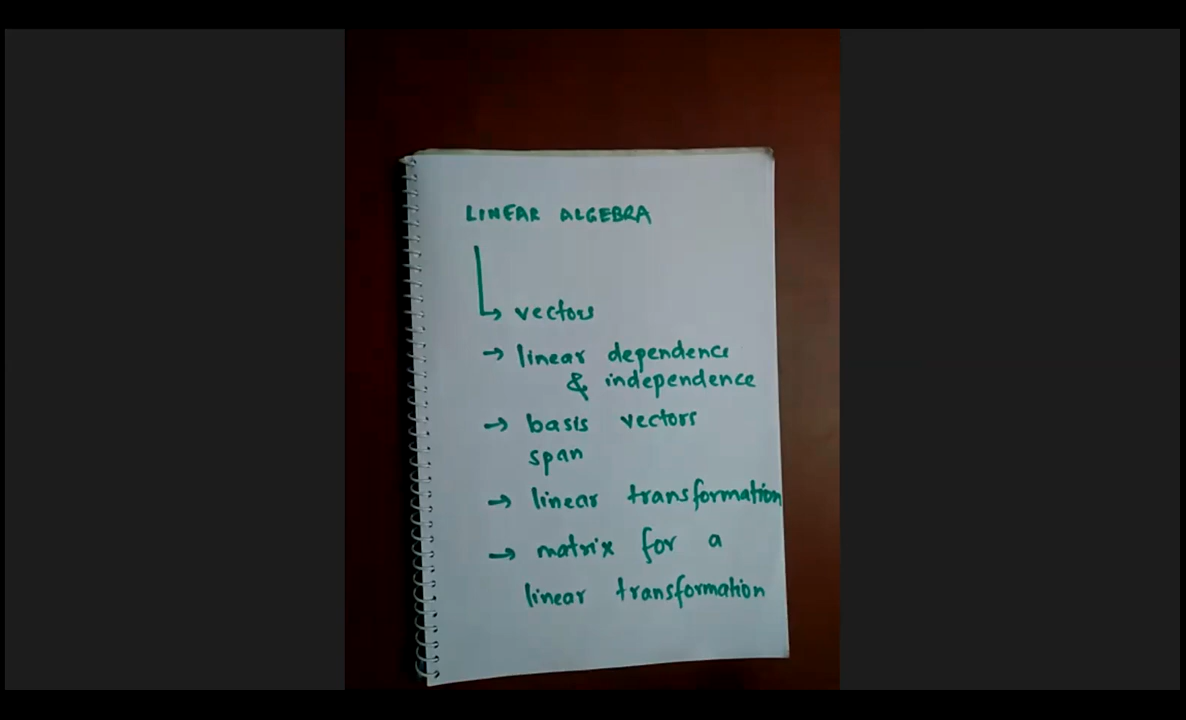 LINEAR ALGEBRA
↳ vectors
→ linear dependence
& independence
→ basis vectors
span
→ linear transformation
→ matrix for a
linear transformation